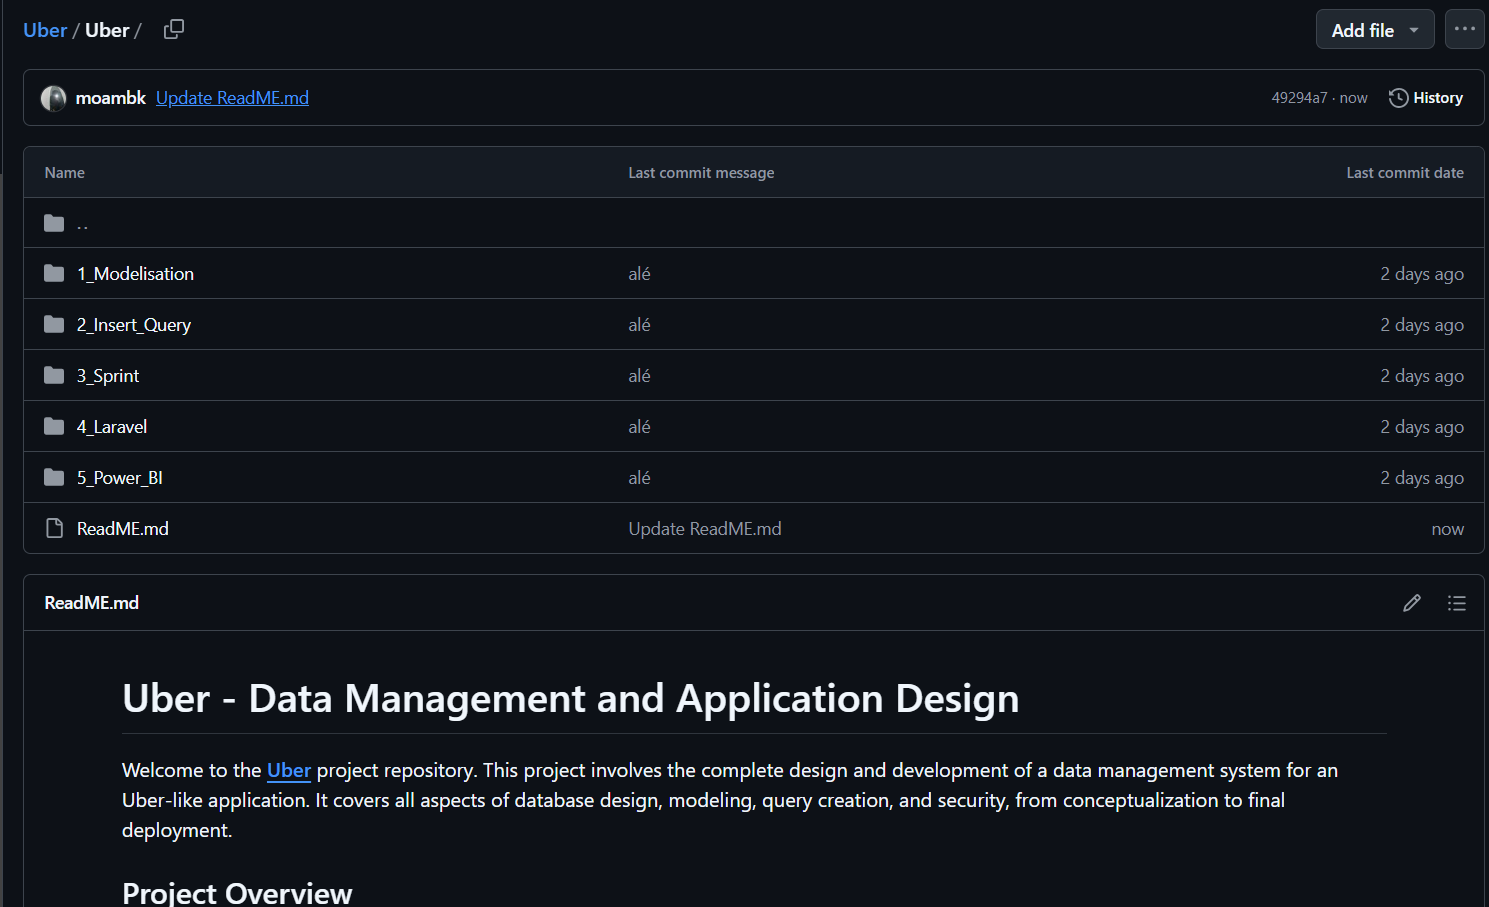 Uber / Uber /
Add file
moambk Update ReadME.md
49294a7 · now
History
Name Last commit message Last commit date
..
1_Modelisation alé 2 days ago
2_Insert_Query alé 2 days ago
3_Sprint alé 2 days ago
4_Laravel alé 2 days ago
5_Power_BI alé 2 days ago
ReadME.md Update ReadME.md now
ReadME.md
Uber - Data Management and Application Design
Welcome to the Uber project repository. This project involves the complete design and development of a data management system for an
Uber-like application. It covers all aspects of database design, modeling, query creation, and security, from conceptualization to final
deployment.
Project Overview